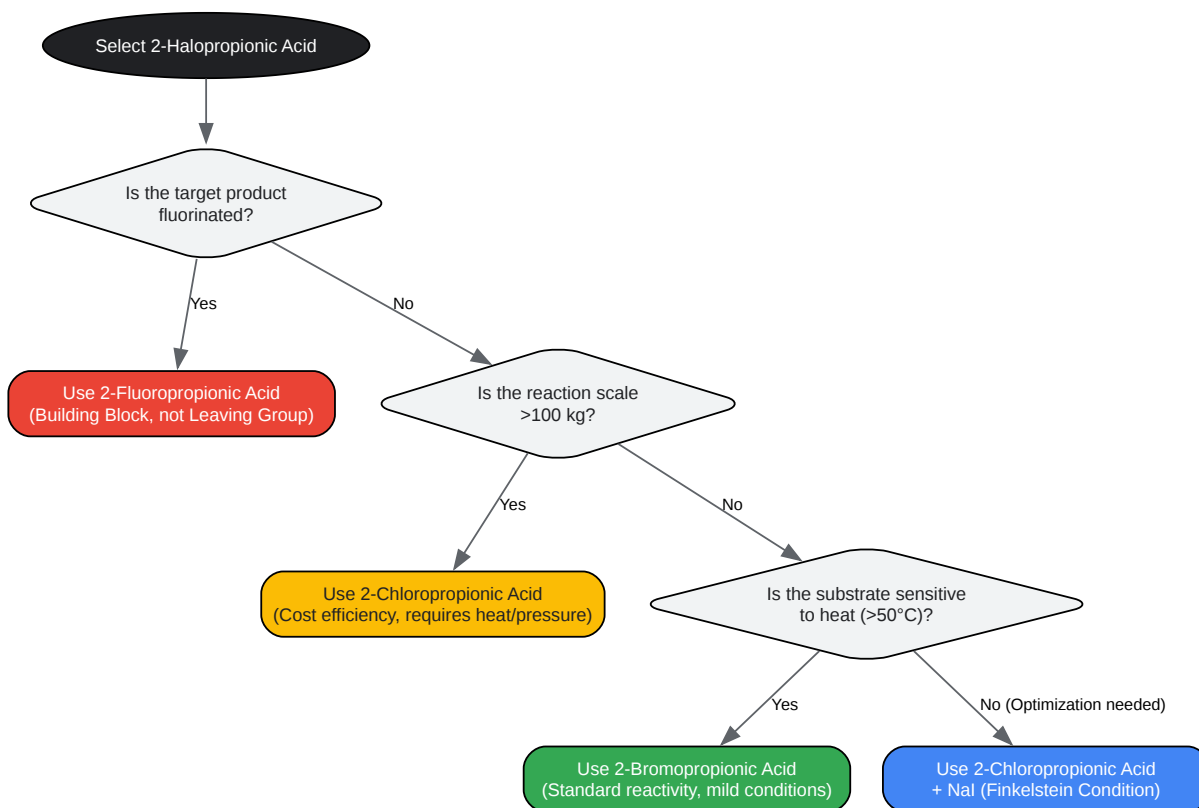 Select 2-Halopropionic Acid
Is the target product
fluorinated?
Yes
No
Use 2-Fluoropropionic Acid
(Building Block, not Leaving Group)
Is the reaction scale
>100 kg?
Yes
No
Use 2-Chloropropionic Acid
(Cost efficiency, requires heat/pressure)
Is the substrate sensitive
to heat (>50°C)?
Yes
No (Optimization needed)
Use 2-Bromopropionic Acid
(Standard reactivity, mild conditions)
Use 2-Chloropropionic Acid
+ NaI (Finkelstein Condition)